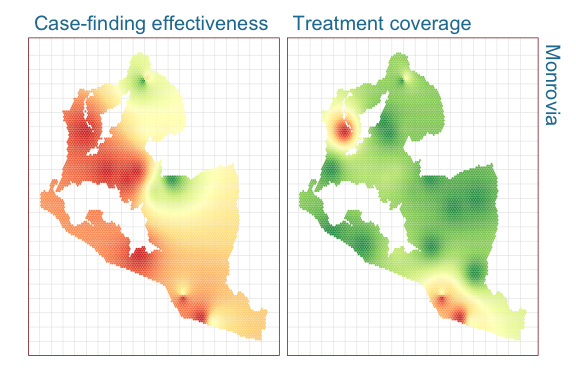 Case-finding effectiveness
Treatment coverage
Monrovia